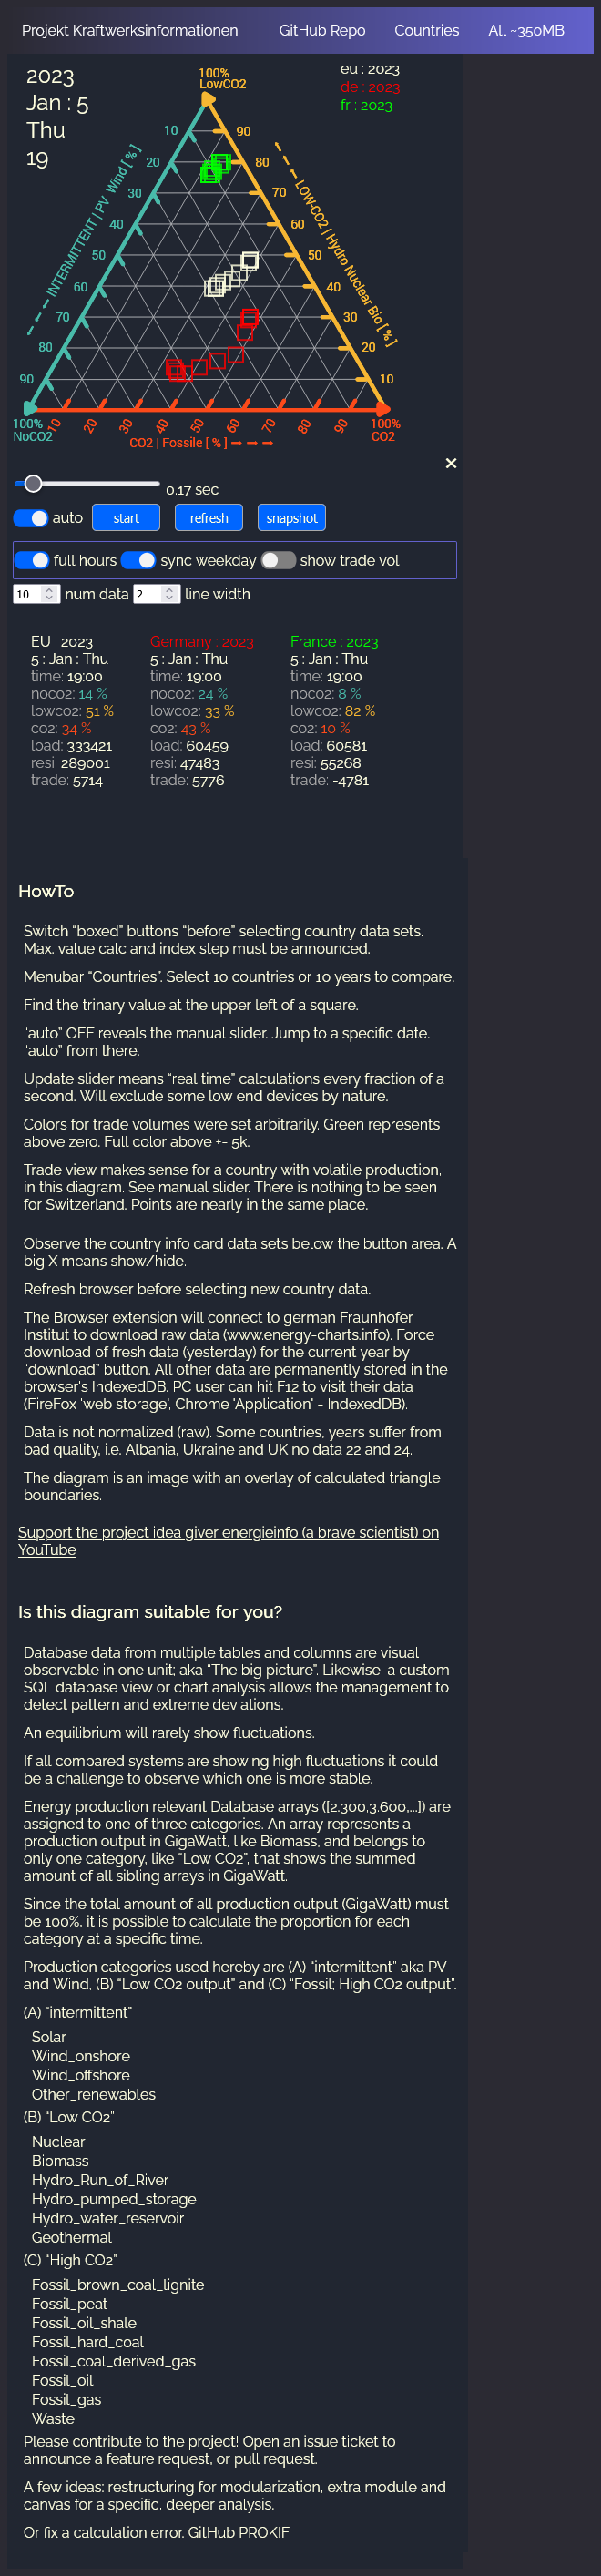 Projekt Kraftwerksinformationen GitHub Repo Countries All ~350MB
2023
Jan : 5
Thu
19
eu : 2023
de : 2023
fr : 2023
100%
LowCO2
10
20
30
40
50
60
70
80
90
<-- INTERMITTENT | PV Wind [ % ]
90
80
70
60
50
40
30
20
10
LOW-CO2 | Hydro Nuclear Bio [ % ]
100%
NoCO2
10
20
30
40
50
60
70
80
90
100%
CO2
CO2 | Fossile [ % ]
×
0.17 sec
auto start refresh snapshot
full hours sync weekday show trade vol
10 num data 2 line width
EU : 2023
5 : Jan : Thu
time: 19:00
noco2: 14 %
lowco2: 51 %
co2: 34 %
load: 333421
resi: 289001
trade: 5714
Germany : 2023
5 : Jan : Thu
time: 19:00
noco2: 24 %
lowco2: 33 %
co2: 43 %
load: 60459
resi: 47483
trade: 5776
France : 2023
5 : Jan : Thu
time: 19:00
noco2: 8 %
lowco2: 82 %
co2: 10 %
load: 60581
resi: 55268
trade: -4781
HowTo
Switch "boxed" buttons "before" selecting country data sets.
Max. value calc and index step must be announced.
Menubar "Countries". Select 10 countries or 10 years to compare.
Find the trinary value at the upper left of a square.
"auto" OFF reveals the manual slider. Jump to a specific date.
"auto" from there.
Update slider means "real time" calculations every fraction of a
second. Will exclude some low end devices by nature.
Colors for trade volumes were set arbitrarily. Green represents
above zero. Full color above +- 5k.
Trade view makes sense for a country with volatile production,
in this diagram. See manual slider. There is nothing to be seen
for Switzerland. Points are nearly in the same place.
Observe the country info card data sets below the button area. A
big X means show/hide.
Refresh browser before selecting new country data.
The Browser extension will connect to german Fraunhofer
Institut to download raw data (www.energy-charts.info). Force
download of fresh data (yesterday) for the current year by
"download" button. All other data are permanently stored in the
browser's IndexedDB. PC user can hit F12 to visit their data
(FireFox 'web storage', Chrome 'Application' - IndexedDB).
Data is not normalized (raw). Some countries, years suffer from
bad quality, i.e. Albania, Ukraine and UK no data 22 and 24.
The diagram is an image with an overlay of calculated triangle
boundaries.
Support the project idea giver energieinfo (a brave scientist) on
YouTube
Is this diagram suitable for you?
Database data from multiple tables and columns are visual
observable in one unit; aka "The big picture". Likewise, a custom
SQL database view or chart analysis allows the management to
detect pattern and extreme deviations.
An equilibrium will rarely show fluctuations.
If all compared systems are showing high fluctuations it could
be a challenge to observe which one is more stable.
Energy production relevant Database arrays ([2.300,3.600,...]) are
assigned to one of three categories. An array represents a
production output in GigaWatt, like Biomass, and belongs to
only one category, like "Low CO2", that shows the summed
amount of all sibling arrays in GigaWatt.
Since the total amount of all production output (GigaWatt) must
be 100%, it is possible to calculate the proportion for each
category at a specific time.
Production categories used hereby are (A) "intermittent" aka PV
and Wind, (B) "Low CO2 output" and (C) "Fossil; High CO2 output".
(A) "intermittent"
Solar
Wind_onshore
Wind_offshore
Other_renewables
(B) "Low CO2"
Nuclear
Biomass
Hydro_Run_of_River
Hydro_pumped_storage
Hydro_water_reservoir
Geothermal
(C) "High CO2"
Fossil_brown_coal_lignite
Fossil_peat
Fossil_oil_shale
Fossil_hard_coal
Fossil_coal_derived_gas
Fossil_oil
Fossil_gas
Waste
Please contribute to the project! Open an issue ticket to
announce a feature request, or pull request.
A few ideas: restructuring for modularization, extra module and
canvas for a specific, deeper analysis.
Or fix a calculation error. GitHub PROKIF